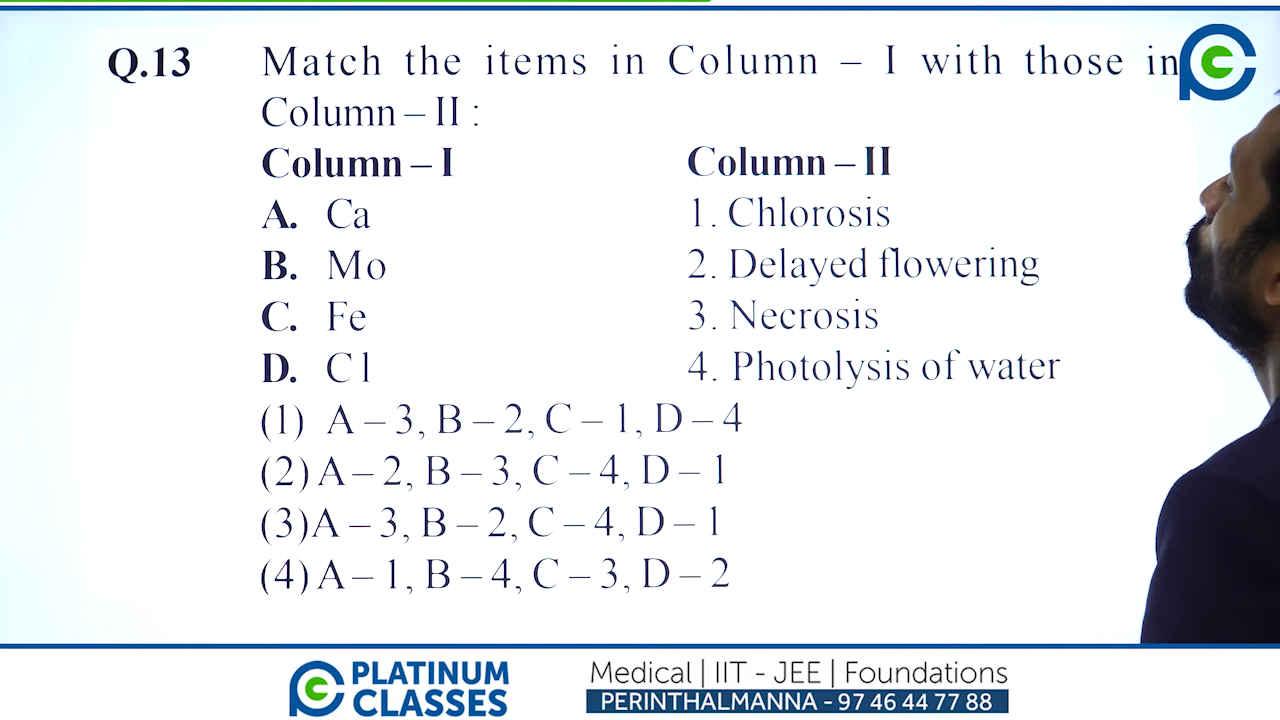 Q.13 Match the items in Column – I with those in
Column – II :
Column – I Column – II
A. Ca 1. Chlorosis
B. Mo 2. Delayed flowering
C. Fe 3. Necrosis
D. Cl 4. Photolysis of water
(1) A – 3, B – 2, C – 1, D – 4
(2) A – 2, B – 3, C – 4, D – 1
(3) A – 3, B – 2, C – 4, D – 1
(4) A – 1, B – 4, C – 3, D – 2
PLATINUM
CLASSES
Medical | IIT - JEE | Foundations
PERINTHALMANNA - 97 46 44 77 88